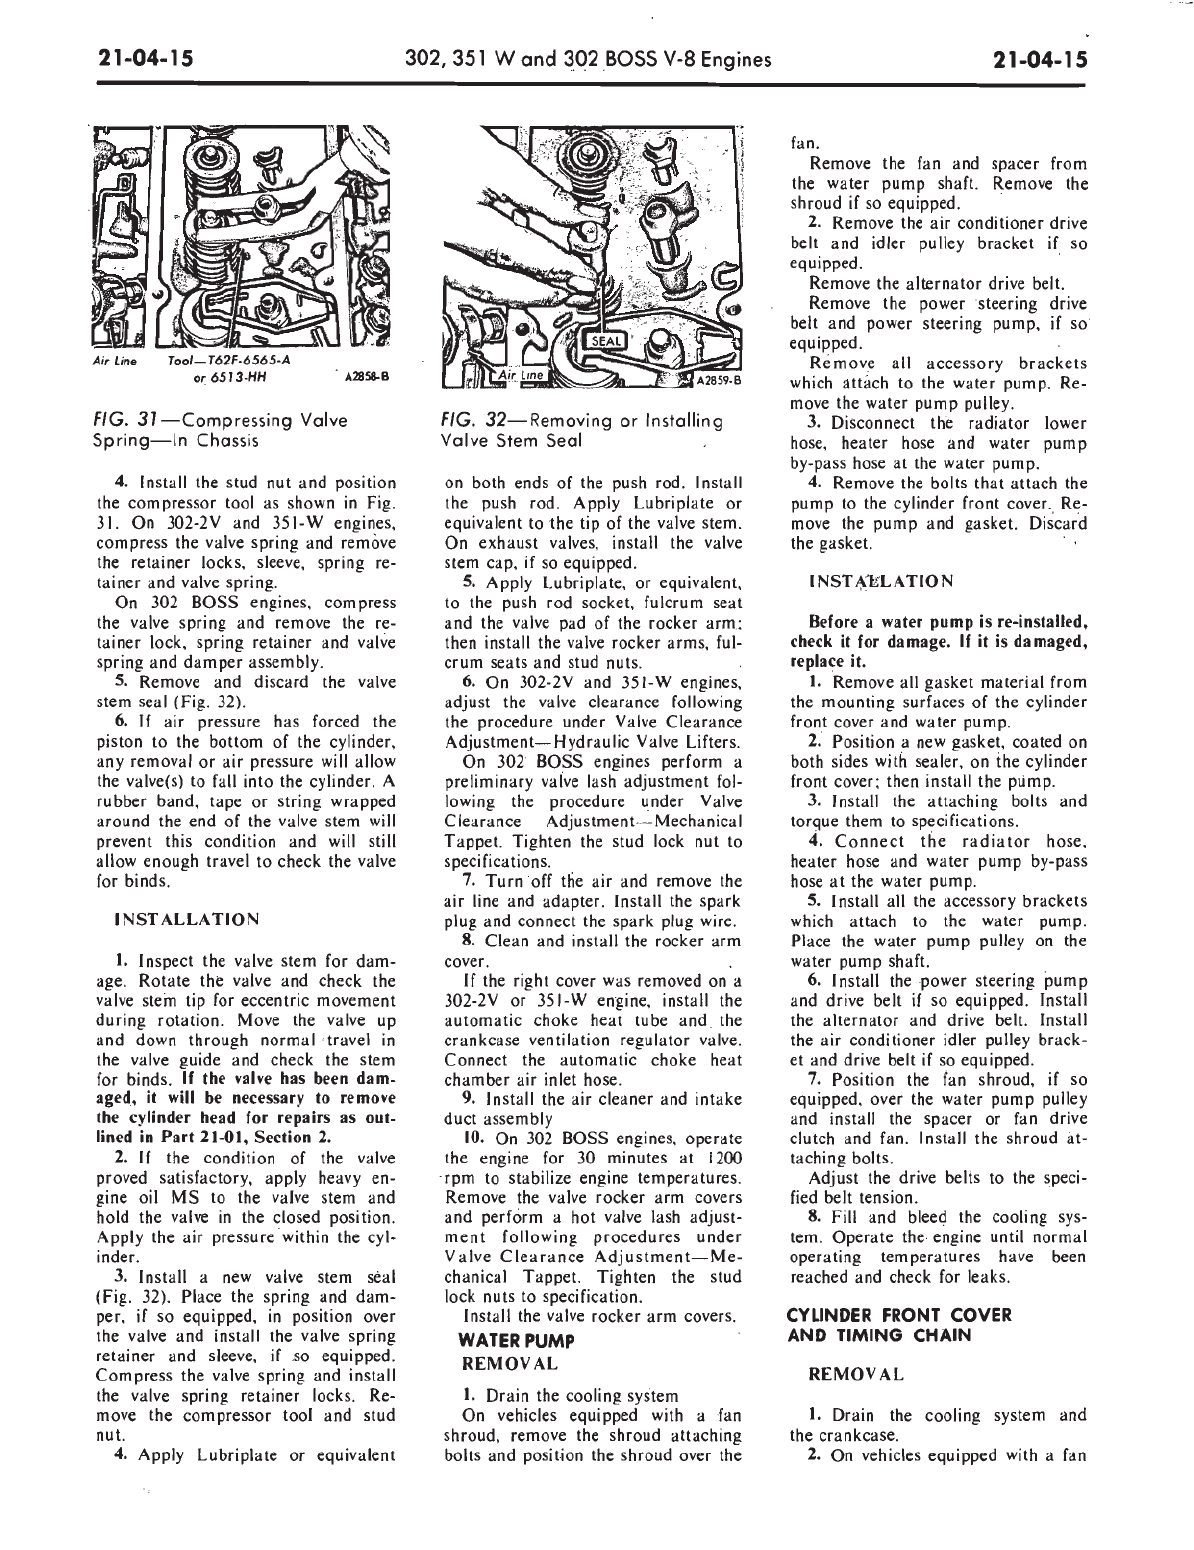 21-04-15
302, 351 W and 302 BOSS V-8 Engines
21-04-15
Air Line
Tool—T62F-6565-A
or 6513-HH
A2858-B
FIG. 31—Compressing Valve
Spring—In Chassis
4. Install the stud nut and position
the compressor tool as shown in Fig.
31. On 302-2V and 351-W engines,
compress the valve spring and remove
the retainer locks, sleeve, spring re-
tainer and valve spring.
On 302 BOSS engines, compress
the valve spring and remove the re-
tainer lock, spring retainer and valve
spring and damper assembly.
5. Remove and discard the valve
stem seal (Fig. 32).
6. If air pressure has forced the
piston to the bottom of the cylinder,
any removal or air pressure will allow
the valve(s) to fall into the cylinder. A
rubber band, tape or string wrapped
around the end of the valve stem will
prevent this condition and will still
allow enough travel to check the valve
for binds.
INSTALLATION
1. Inspect the valve stem for dam-
age. Rotate the valve and check the
valve stem tip for eccentric movement
during rotation. Move the valve up
and down through normal travel in
the valve guide and check the stem
for binds. If the valve has been dam-
aged, it will be necessary to remove
the cylinder head for repairs as out-
lined in Part 21-01, Section 2.
2. If the condition of the valve
proved satisfactory, apply heavy en-
gine oil MS to the valve stem and
hold the valve in the closed position.
Apply the air pressure within the cyl-
inder.
3. Install a new valve stem seal
(Fig. 32). Place the spring and dam-
per, if so equipped, in position over
the valve and install the valve spring
retainer and sleeve, if so equipped.
Compress the valve spring and install
the valve spring retainer locks. Re-
move the compressor tool and stud
nut.
4. Apply Lubriplate or equivalent
SEAL
Air Line
A2859-B
FIG. 32—Removing or Installing
Valve Stem Seal
on both ends of the push rod. Install
the push rod. Apply Lubriplate or
equivalent to the tip of the valve stem.
On exhaust valves, install the valve
stem cap, if so equipped.
5. Apply Lubriplate, or equivalent,
to the push rod socket, fulcrum seat
and the valve pad of the rocker arm;
then install the valve rocker arms, ful-
crum seats and stud nuts.
6. On 302-2V and 351-W engines,
adjust the valve clearance following
the procedure under Valve Clearance
Adjustment—Hydraulic Valve Lifters.
On 302 BOSS engines perform a
preliminary valve lash adjustment fol-
lowing the procedure under Valve
Clearance Adjustment—Mechanical
Tappet. Tighten the stud lock nut to
specifications.
7. Turn off the air and remove the
air line and adapter. Install the spark
plug and connect the spark plug wire.
8. Clean and install the rocker arm
cover.
If the right cover was removed on a
302-2V or 351-W engine, install the
automatic choke heat tube and the
crankcase ventilation regulator valve.
Connect the automatic choke heat
chamber air inlet hose.
9. Install the air cleaner and intake
duct assembly
10. On 302 BOSS engines, operate
the engine for 30 minutes at 1200
rpm to stabilize engine temperatures.
Remove the valve rocker arm covers
and perform a hot valve lash adjust-
ment following procedures under
Valve Clearance Adjustment—Me-
chanical Tappet. Tighten the stud
lock nuts to specification.
Install the valve rocker arm covers.
WATER PUMP
REMOVAL
1. Drain the cooling system
On vehicles equipped with a fan
shroud, remove the shroud attaching
bolts and position the shroud over the
fan.
Remove the fan and spacer from
the water pump shaft. Remove the
shroud if so equipped.
2. Remove the air conditioner drive
belt and idler pulley bracket if so
equipped.
Remove the alternator drive belt.
Remove the power steering drive
belt and power steering pump, if so
equipped.
Remove all accessory brackets
which attach to the water pump. Re-
move the water pump pulley.
3. Disconnect the radiator lower
hose, heater hose and water pump
by-pass hose at the water pump.
4. Remove the bolts that attach the
pump to the cylinder front cover. Re-
move the pump and gasket. Discard
the gasket.
INSTALLATION
Before a water pump is re-installed,
check it for damage. If it is damaged,
replace it.
1. Remove all gasket material from
the mounting surfaces of the cylinder
front cover and water pump.
2. Position a new gasket, coated on
both sides with sealer, on the cylinder
front cover; then install the pump.
3. Install the attaching bolts and
torque them to specifications.
4. Connect the radiator hose,
heater hose and water pump by-pass
hose at the water pump.
5. Install all the accessory brackets
which attach to the water pump.
Place the water pump pulley on the
water pump shaft.
6. Install the power steering pump
and drive belt if so equipped. Install
the alternator and drive belt. Install
the air conditioner idler pulley brack-
et and drive belt if so equipped.
7. Position the fan shroud, if so
equipped, over the water pump pulley
and install the spacer or fan drive
clutch and fan. Install the shroud at-
taching bolts.
Adjust the drive belts to the speci-
fied belt tension.
8. Fill and bleed the cooling sys-
tem. Operate the engine until normal
operating temperatures have been
reached and check for leaks.
CYLINDER FRONT COVER
AND TIMING CHAIN
REMOVAL
1. Drain the cooling system and
the crankcase.
2. On vehicles equipped with a fan